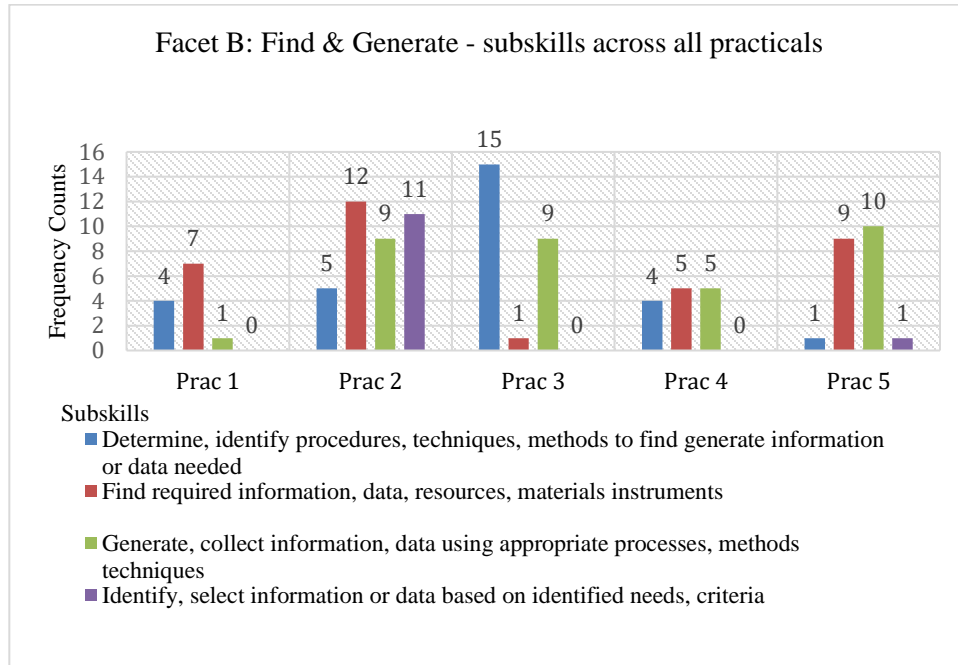 Facet B: Find & Generate - subskills across all practicals
Frequency Counts
16
14
12
10
8
6
4
2
0
4 7 1 0
5 12 9 11
15 1 9 0
4 5 5 0
1 9 10 1
Prac 1 Prac 2 Prac 3 Prac 4 Prac 5
Subskills
Determine, identify procedures, techniques, methods to find generate information
or data needed
Find required information, data, resources, materials instruments
Generate, collect information, data using appropriate processes, methods
techniques
Identify, select information or data based on identified needs, criteria